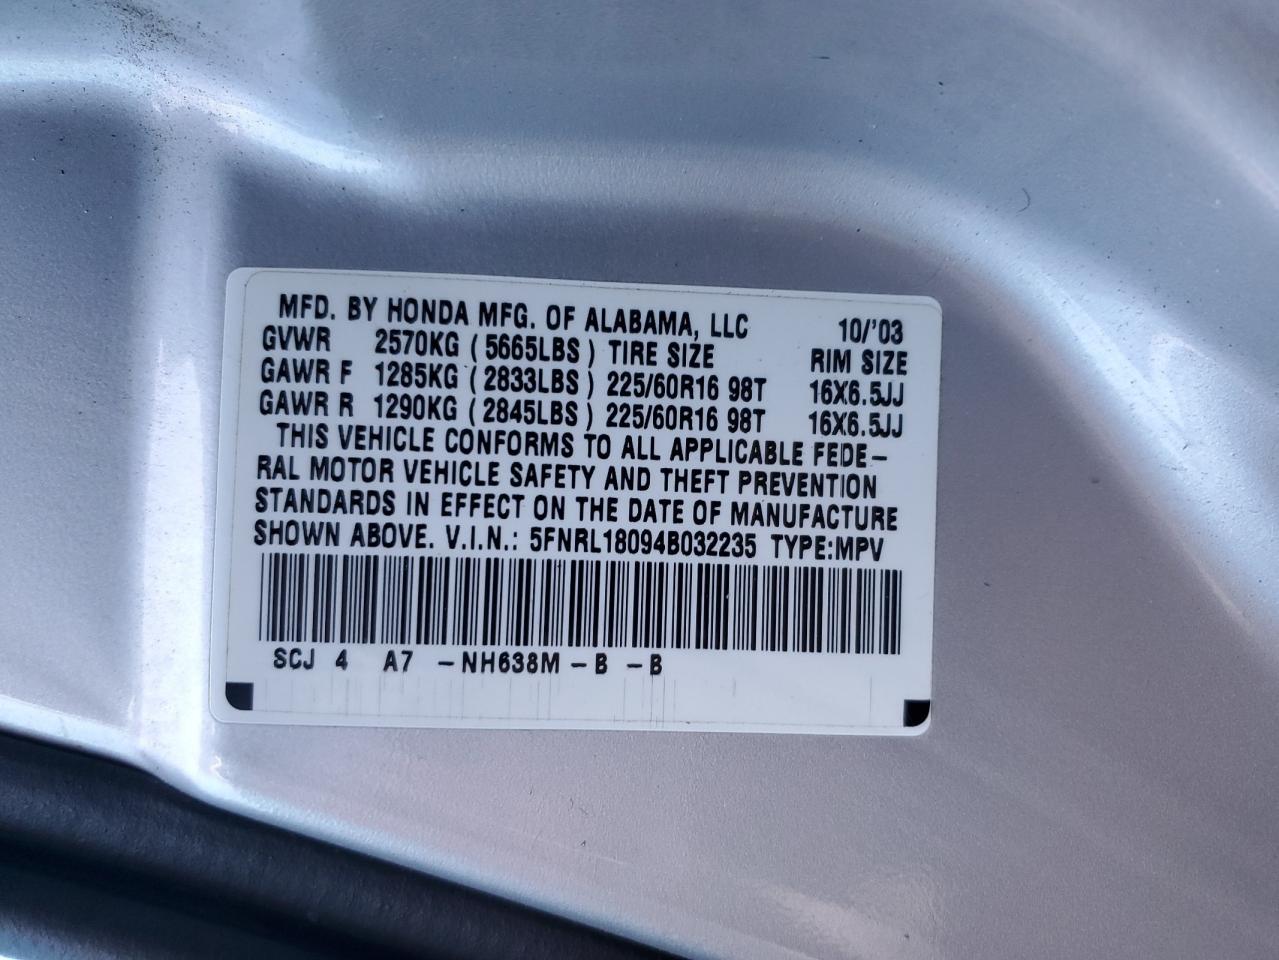 MFD. BY HONDA MFG. OF ALABAMA, LLC 10/'03
GVWR 2570KG (5665LBS) TIRE SIZE RIM SIZE
GAWR F 1285KG (2833LBS) 225/60R16 98T 16X6.5JJ
GAWR R 1290KG (2845LBS) 225/60R16 98T 16X6.5JJ
THIS VEHICLE CONFORMS TO ALL APPLICABLE FEDE-
RAL MOTOR VEHICLE SAFETY AND THEFT PREVENTION
STANDARDS IN EFFECT ON THE DATE OF MANUFACTURE
SHOWN ABOVE. V.I.N.: 5FNRL18094B032235 TYPE:MPV
SCJ 4 A7 -NH638M -B -B